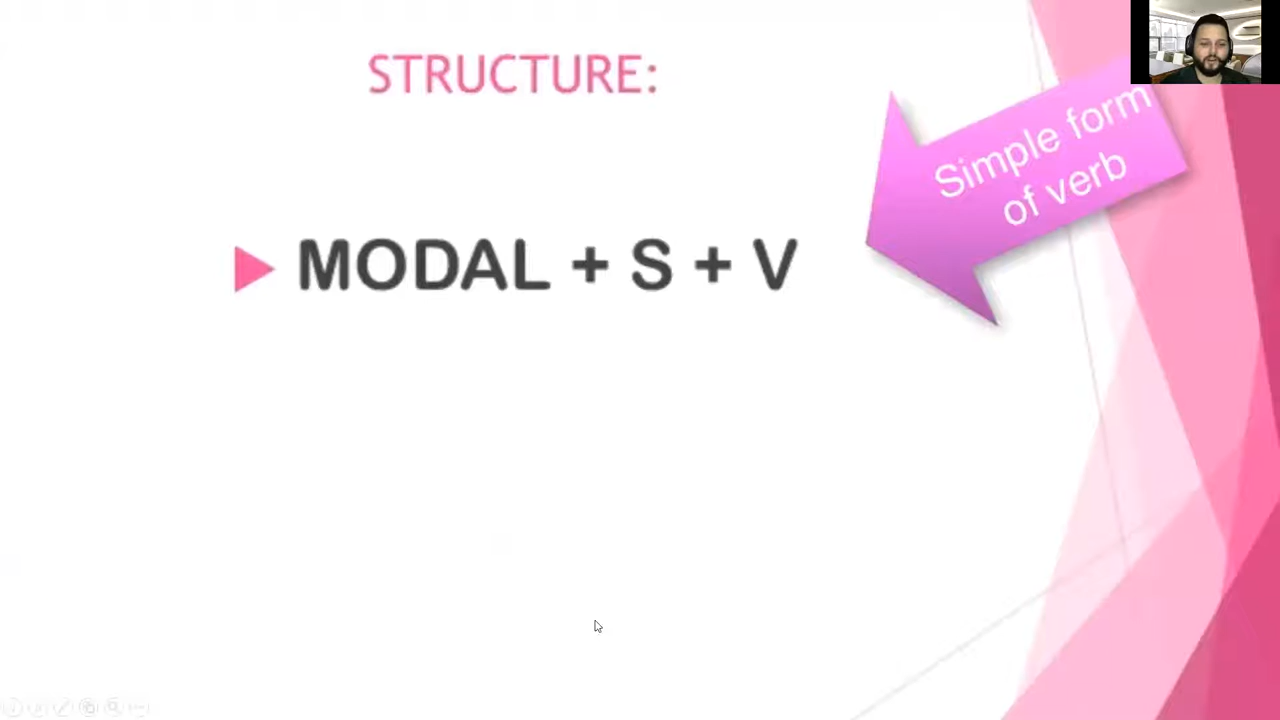 STRUCTURE:
Simple form
of verb
MODAL + S + V